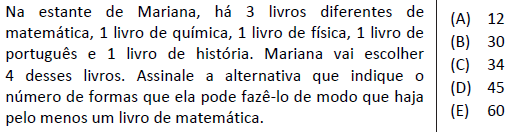 Na estante de Mariana, há 3 livros diferentes de
matemática, 1 livro de química, 1 livro de física, 1 livro de
português e 1 livro de história. Mariana vai escolher
4 desses livros. Assinale a alternativa que indique o
número de formas que ela pode fazê-lo de modo que haja
pelo menos um livro de matemática.
(A) 12
(B) 30
(C) 34
(D) 45
(E) 60